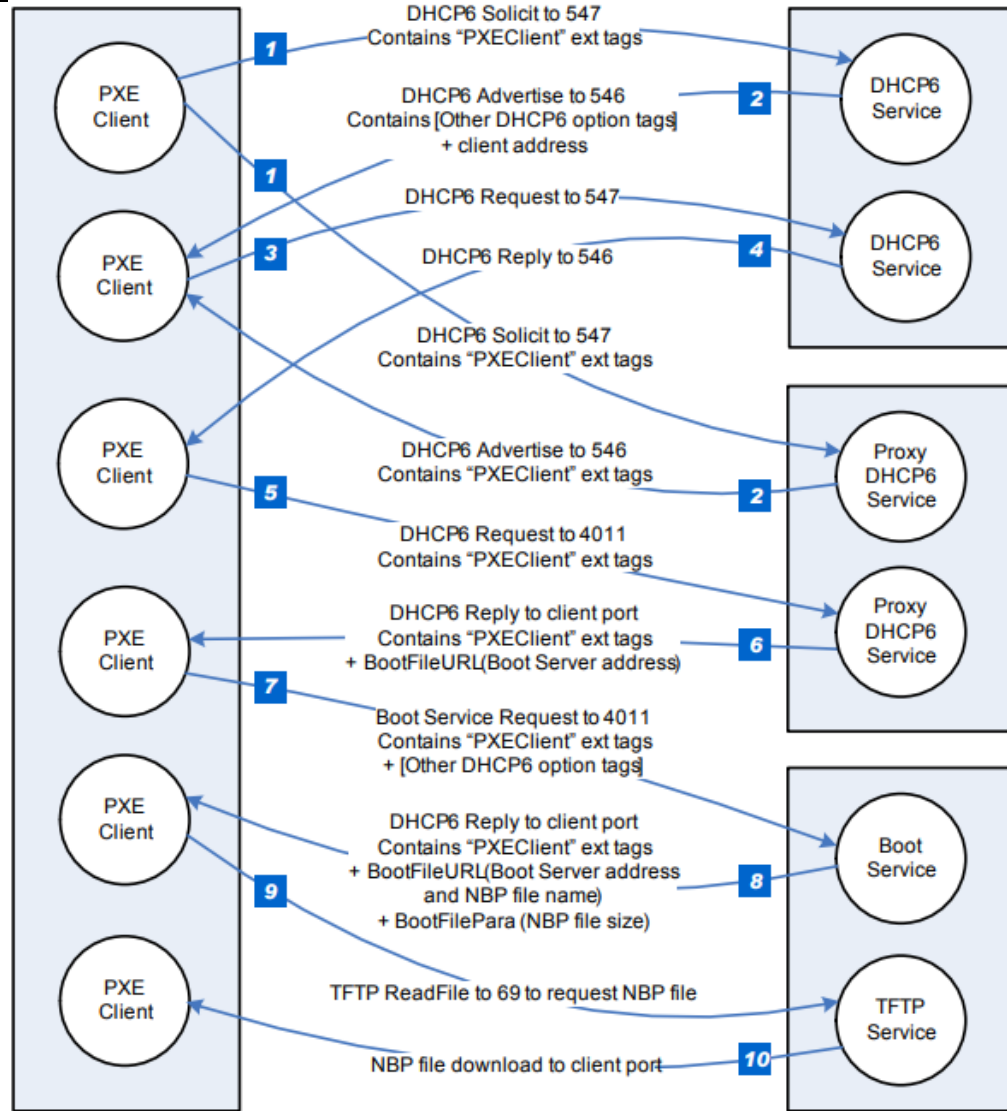 DHCP6 Solicit to 547
Contains “PXEClient” ext tags
1
PXE
Client
DHCP6 Advertise to 546
Contains [Other DHCP6 option tags]
+ client address
2
DHCP6
Service
1
DHCP6 Request to 547
3
PXE
Client
DHCP6 Reply to 546
4
DHCP6
Service
DHCP6 Solicit to 547
Contains “PXEClient” ext tags
PXE
Client
DHCP6 Advertise to 546
Contains “PXEClient” ext tags
2
Proxy
DHCP6
Service
5
DHCP6 Request to 4011
Contains “PXEClient” ext tags
PXE
Client
DHCP6 Reply to client port
Contains “PXEClient” ext tags
+ BootFileURL(Boot Server address)
6
Proxy
DHCP6
Service
7
Boot Service Request to 4011
Contains “PXEClient” ext tags
+ [Other DHCP6 option tags]
PXE
Client
DHCP6 Reply to client port
Contains “PXEClient” ext tags
+ BootFileURL(Boot Server address
and NBP file name)
+ BootFilePara (NBP file size)
8
Boot
Service
9
PXE
Client
TFTP ReadFile to 69 to request NBP file
TFTP
Service
NBP file download to client port
10